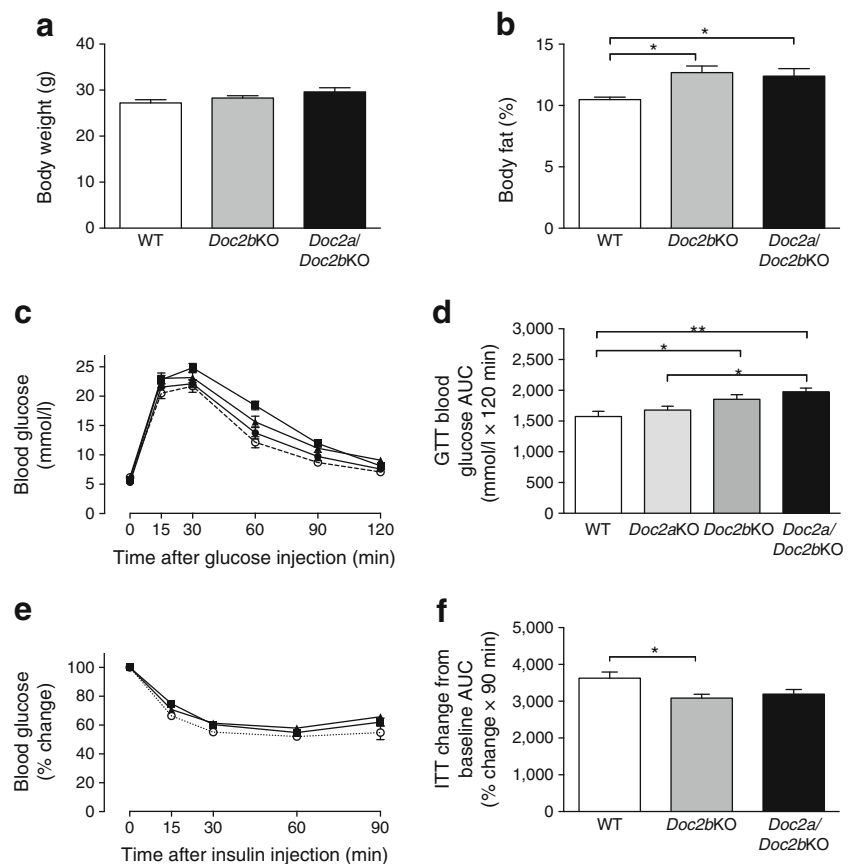 a
Body weight (g)
40
30
20
10
0
WT
Doc2bKO
Doc2a/
Doc2bKO
b
Body fat (%)
15
10
5
0
*
*
WT
Doc2bKO
Doc2a/
Doc2bKO
c
Blood glucose
(mmol/l)
25
20
15
10
5
0
0 15 30 60 90 120
Time after glucose injection (min)
d
GTT blood
glucose AUC
(mmol/l × 120 min)
3,000
2,500
2,000
1,500
1,000
500
0
**
*
*
WT
Doc2aKO
Doc2bKO
Doc2a/
Doc2bKO
e
Blood glucose
(% change)
100
80
60
40
20
0
0 15 30 60 90
Time after insulin injection (min)
f
ITT change from
baseline AUC
(% change × 90 min)
5,000
4,000
3,000
2,000
1,000
0
*
WT
Doc2bKO
Doc2a/
Doc2bKO